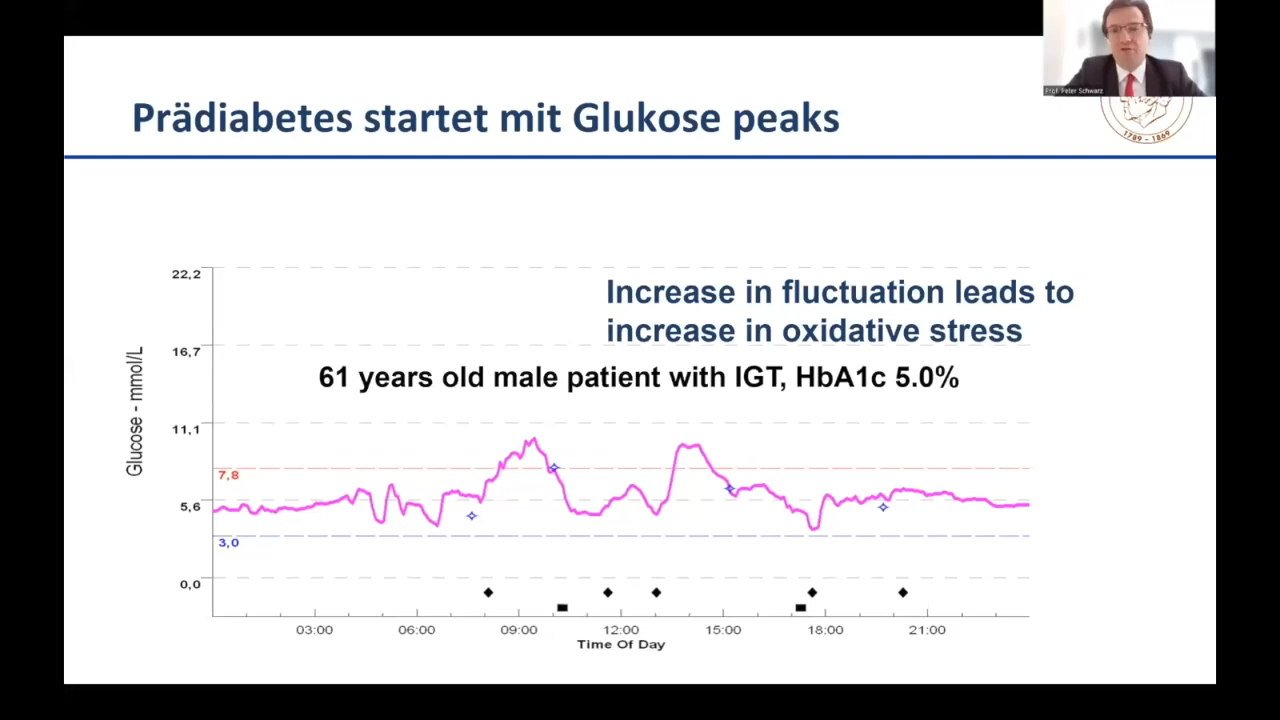 Prof. Peter Schwarz
Prädiabetes startet mit Glukose peaks
1789 - 1869
Increase in fluctuation leads to
increase in oxidative stress
61 years old male patient with IGT, HbA1c 5.0%
Glucose - mmol/L
22,2
16,7
11,1
7,8
5,6
3,0
0,0
03:00 06:00 09:00 12:00 15:00 18:00 21:00
Time Of Day